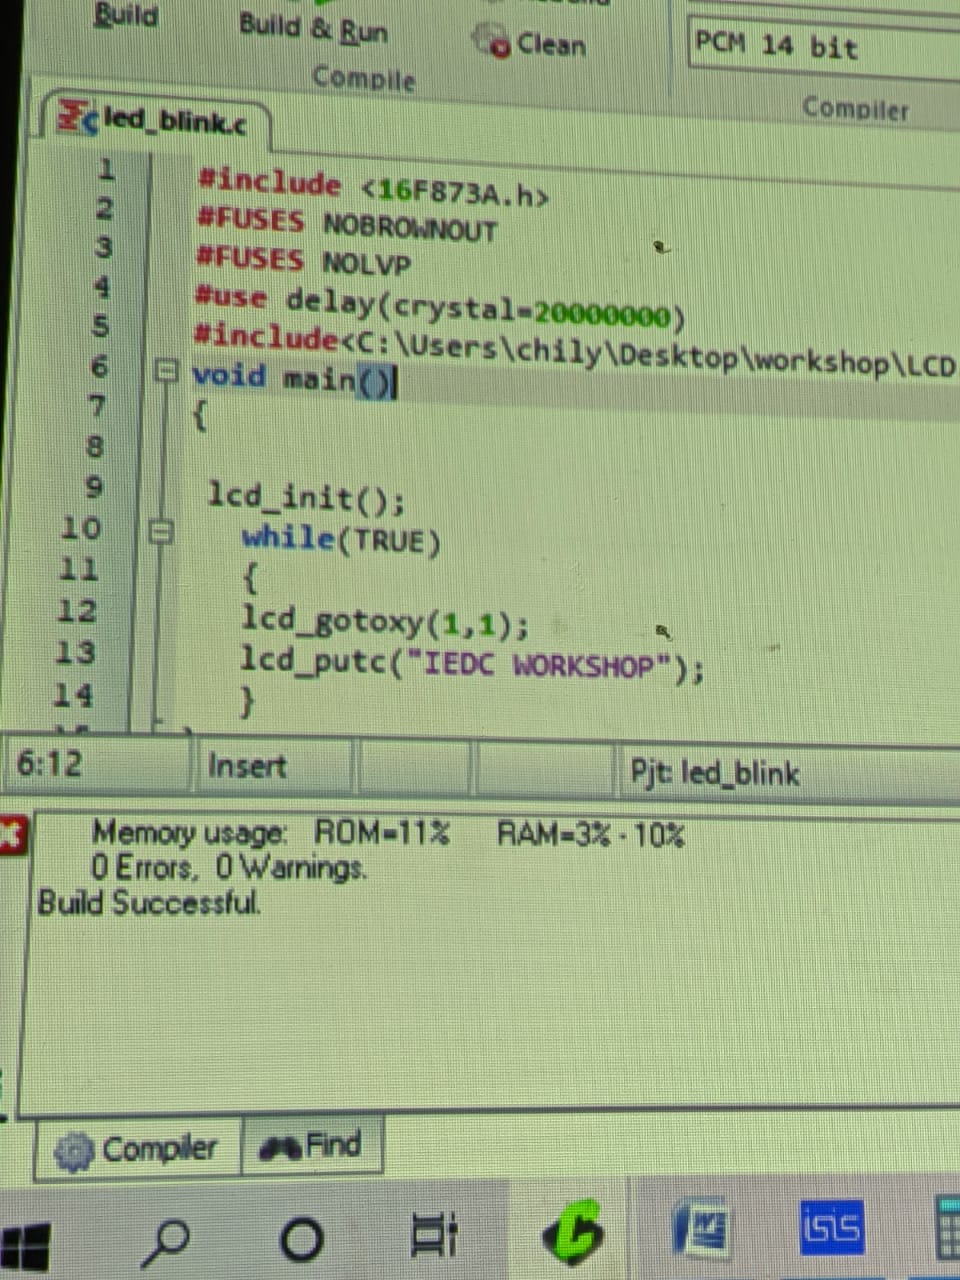 Build
Build & Run
Clean
PCM 14 bit
Compile
Compiler
led_blink.c
1 #include <16F873A.h>
2 #FUSES NOBROWNOUT
3 #FUSES NOLVP
4 #use delay(crystal=20000000)
5 #include<C:\Users\chily\Desktop\workshop\LCD
6 void main()
7 {
8
9 lcd_init();
10 while(TRUE)
11 {
12 lcd_gotoxy(1,1);
13 lcd_putc("IEDC WORKSHOP");
14 }
6:12 Insert Pjt: led_blink
Memory usage: ROM=11% RAM=3% - 10%
0 Errors, 0 Warnings.
Build Successful.
Compiler Find
isis